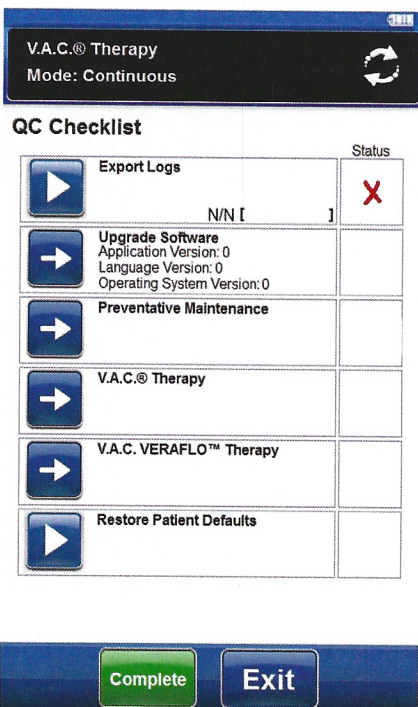 V.A.C.® Therapy
Mode: Continuous
QC Checklist
Status
Export Logs
X
N/N [ ]
Upgrade Software
Application Version: 0
Language Version: 0
Operating System Version: 0
Preventative Maintenance
V.A.C.® Therapy
V.A.C. VERAFLO™ Therapy
Restore Patient Defaults
Complete
Exit